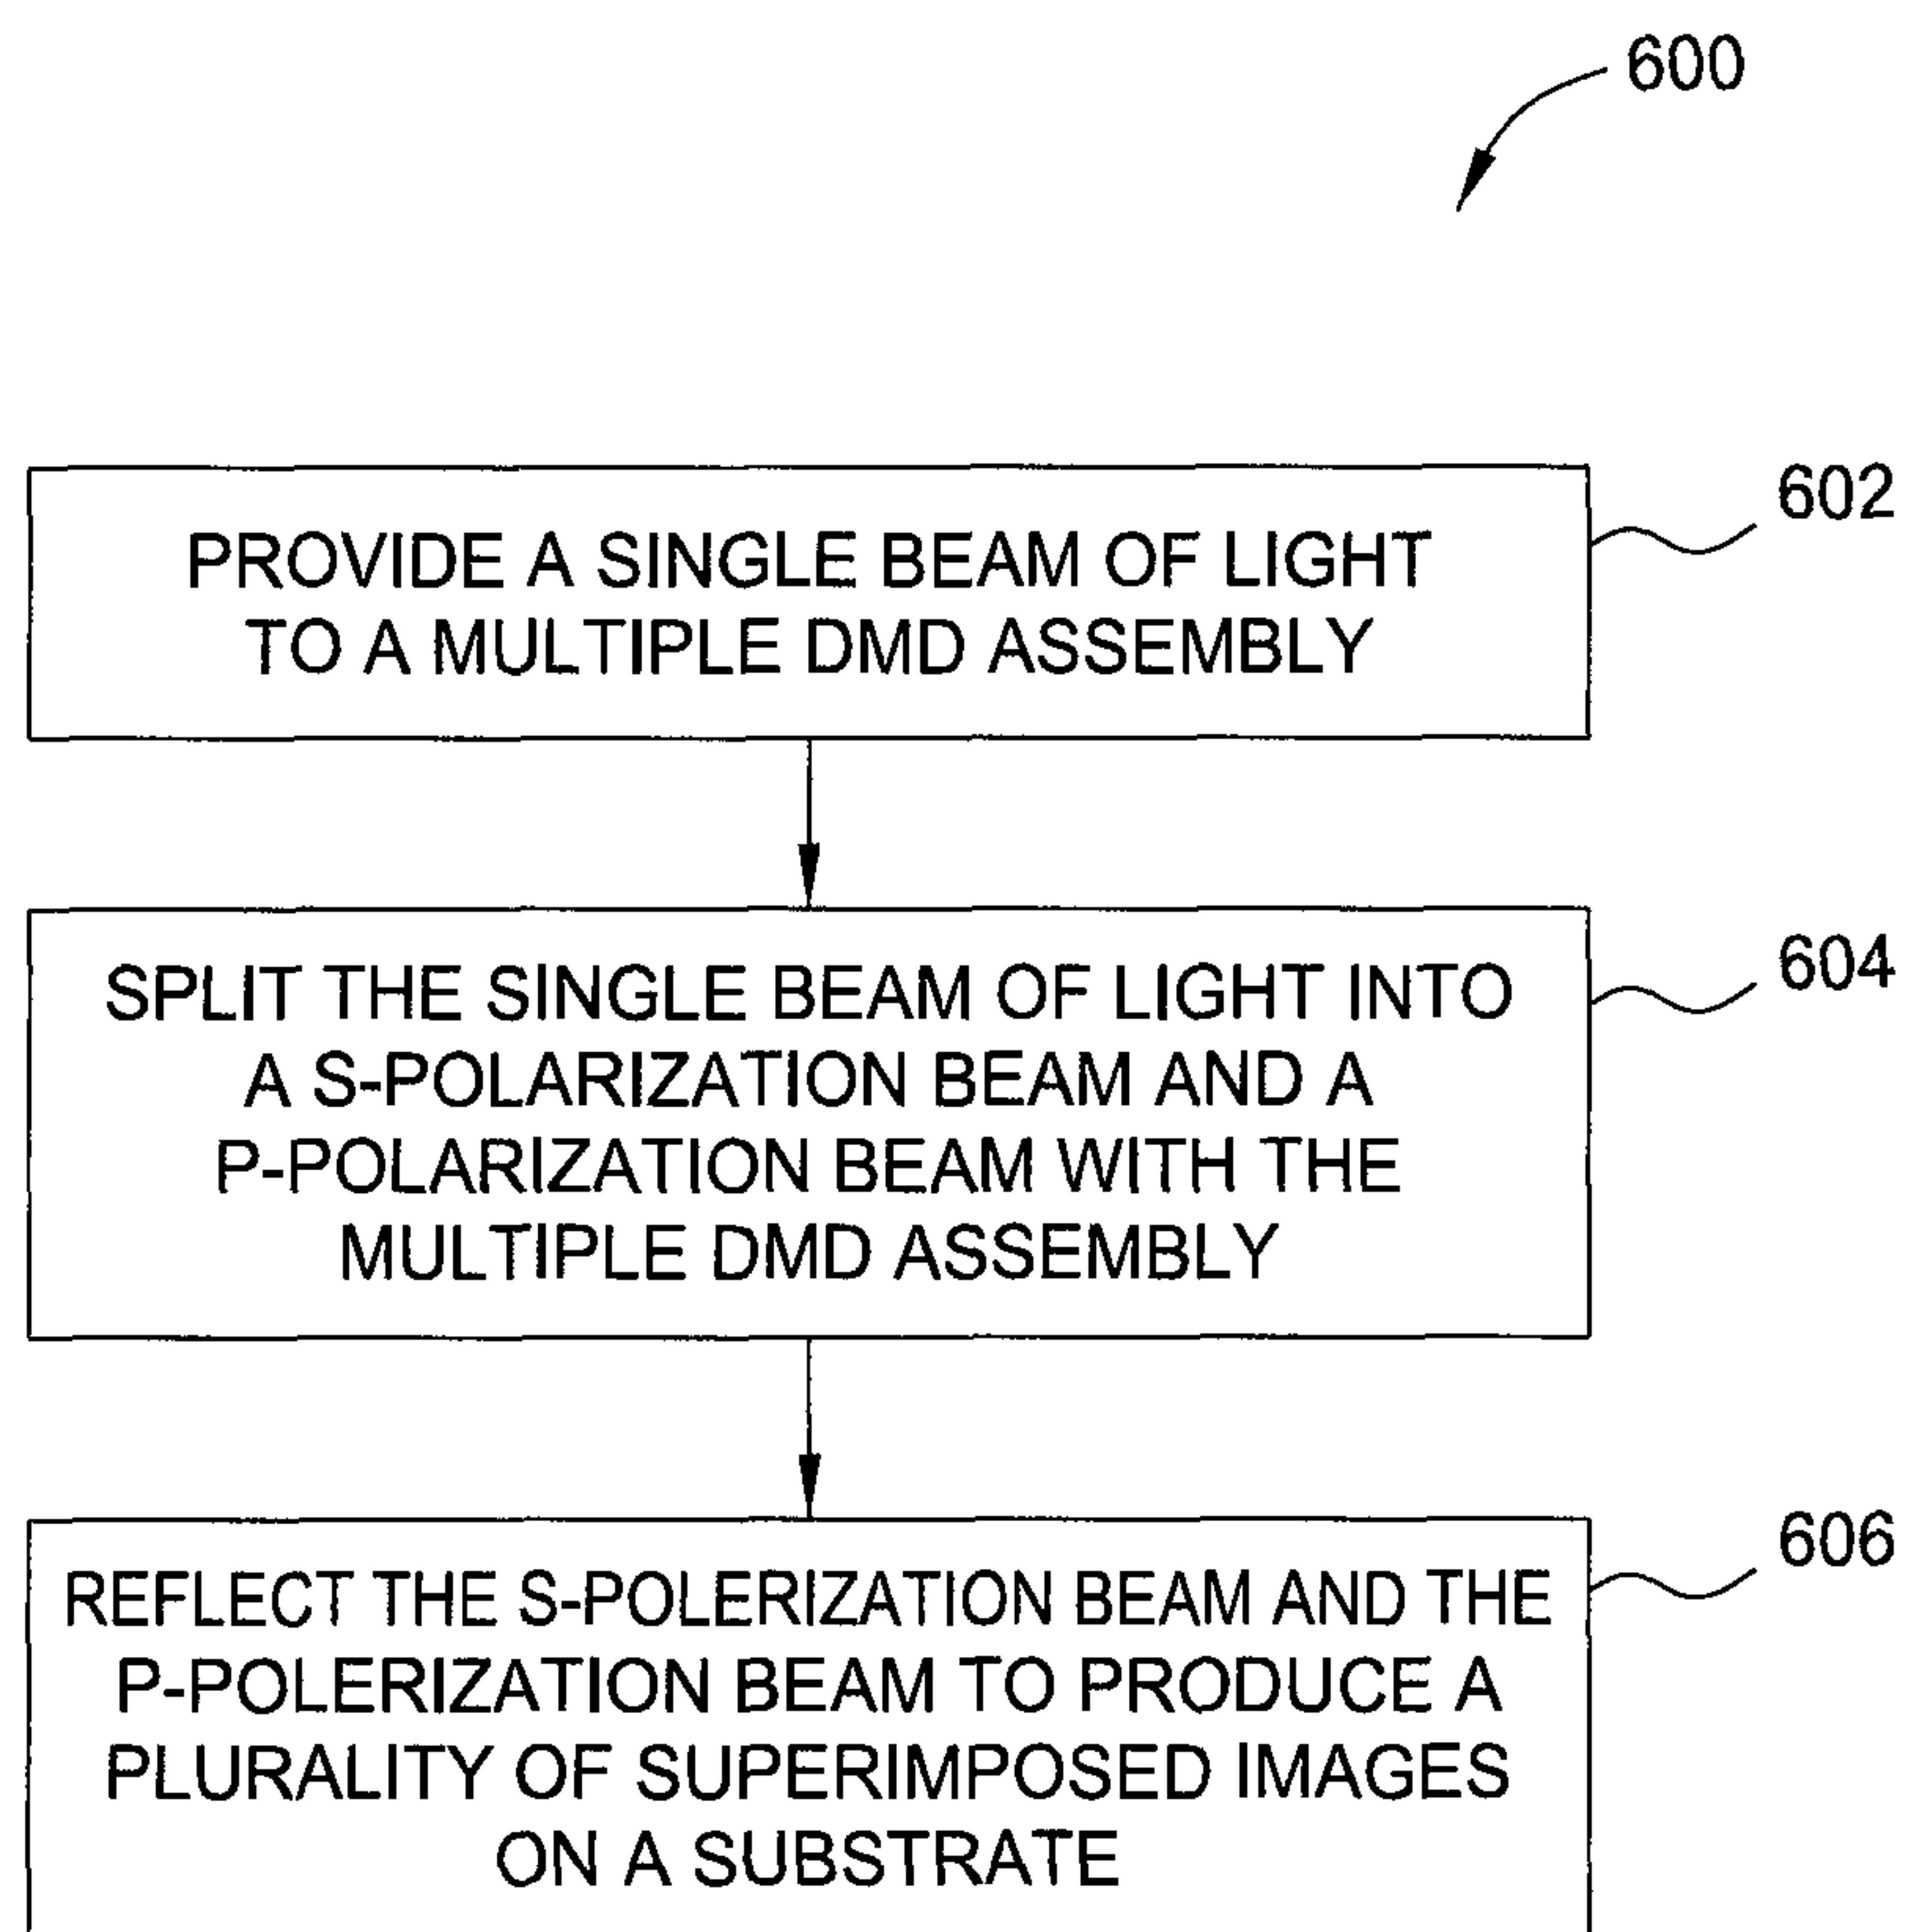 600
602
PROVIDE A SINGLE BEAM OF LIGHT
TO A MULTIPLE DMD ASSEMBLY
604
SPLIT THE SINGLE BEAM OF LIGHT INTO
A S-POLARIZATION BEAM AND A
P-POLARIZATION BEAM WITH THE
MULTIPLE DMD ASSEMBLY
606
REFLECT THE S-POLERIZATION BEAM AND THE
P-POLERIZATION BEAM TO PRODUCE A
PLURALITY OF SUPERIMPOSED IMAGES
ON A SUBSTRATE